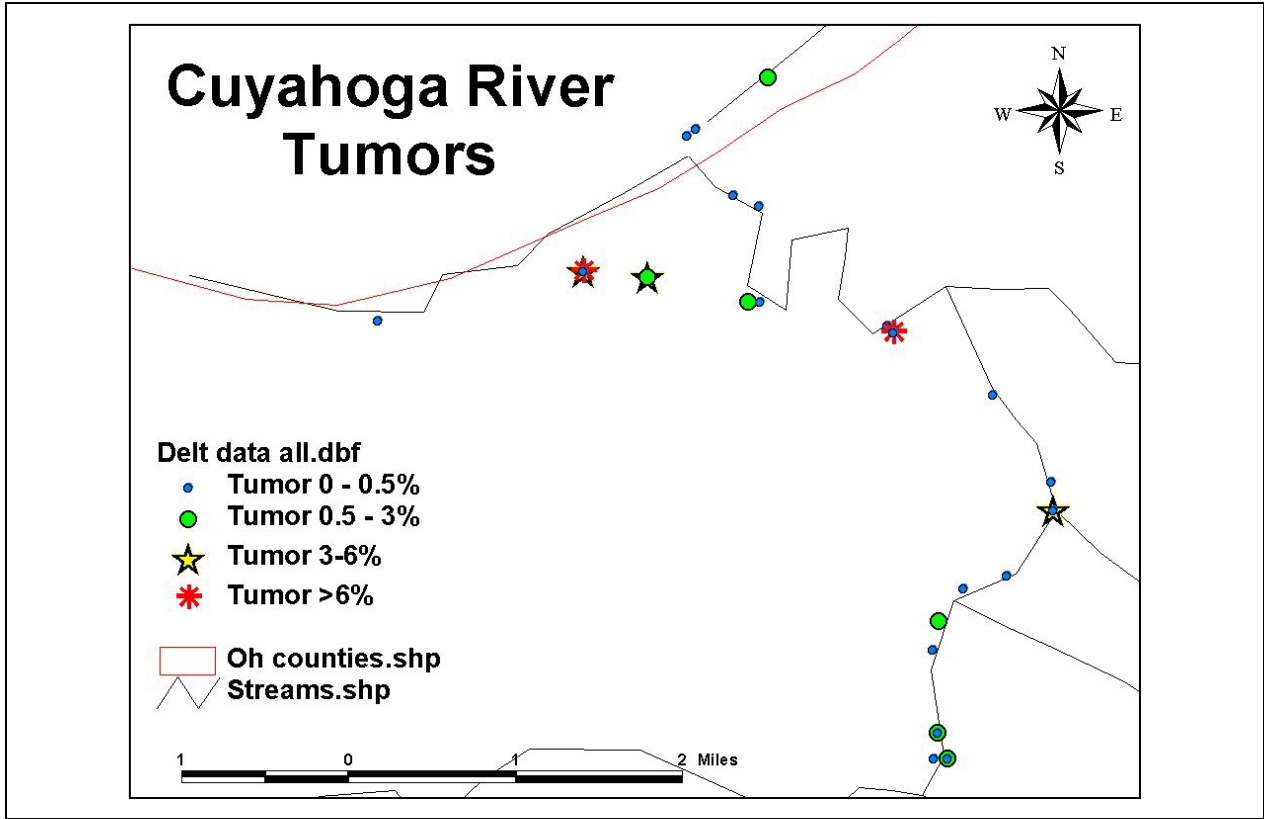 Cuyahoga River
Tumors
N
W E
S
Delt data all.dbf
Tumor 0 - 0.5%
Tumor 0.5 - 3%
Tumor 3-6%
Tumor >6%
Oh counties.shp
Streams.shp
1 0 1 2 Miles